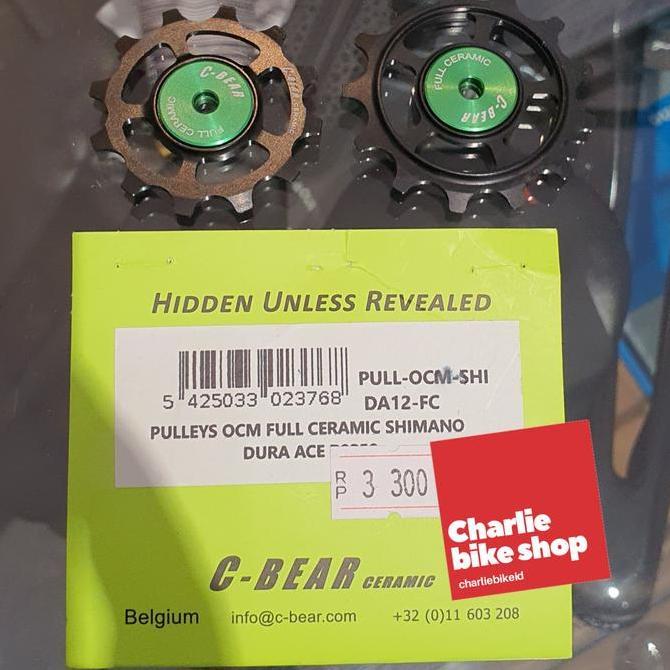 C-BEAR
FULL CERAMIC
FULL CERAMIC
C-BEAR
HIDDEN UNLESS REVEALED
5 425033 023768
PULL-OCM-SHI
DA12-FC
PULLEYS OCM FULL CERAMIC SHIMANO
DURA ACE
RP 3 300
Charlie
bike shop
charliebikeid
C-BEAR CERAMIC
Belgium info@c-bear.com +32 (0)11 603 208